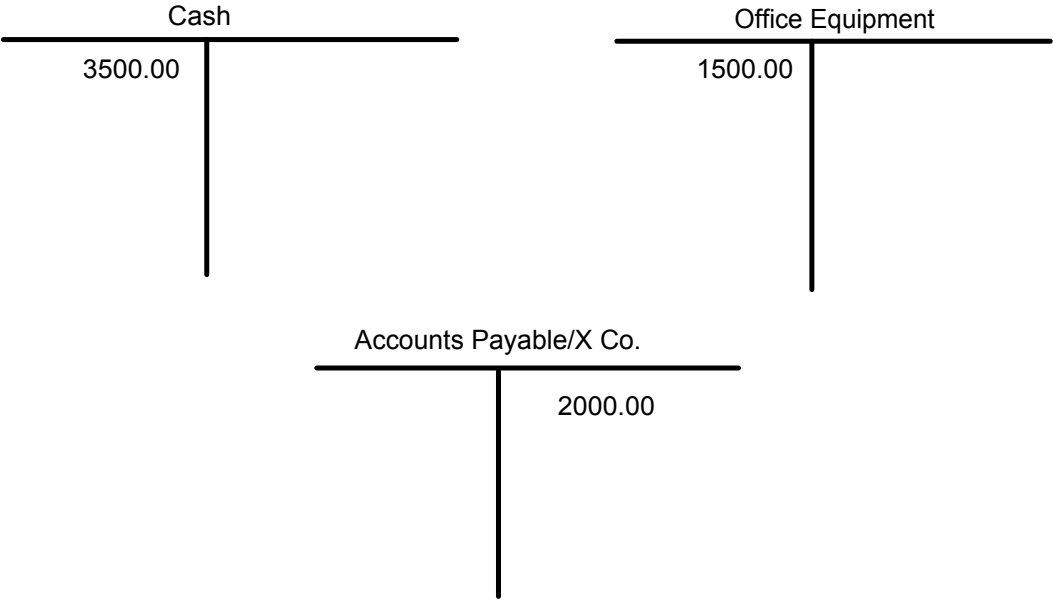 Cash
Office Equipment
3500.00
1500.00
Accounts Payable/X Co.
2000.00